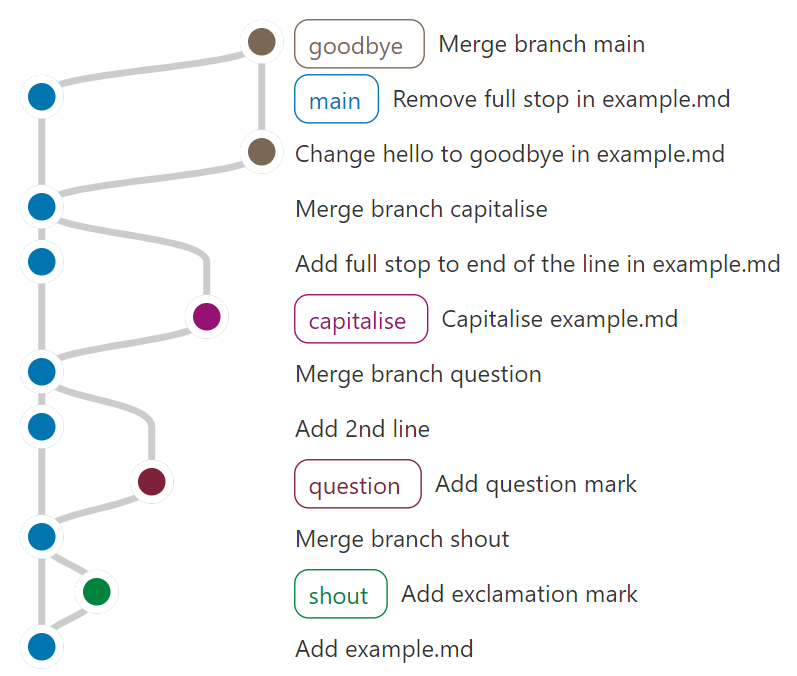 goodbye Merge branch main
main Remove full stop in example.md
Change hello to goodbye in example.md
Merge branch capitalise
Add full stop to end of the line in example.md
capitalise Capitalise example.md
Merge branch question
Add 2nd line
question Add question mark
Merge branch shout
shout Add exclamation mark
Add example.md